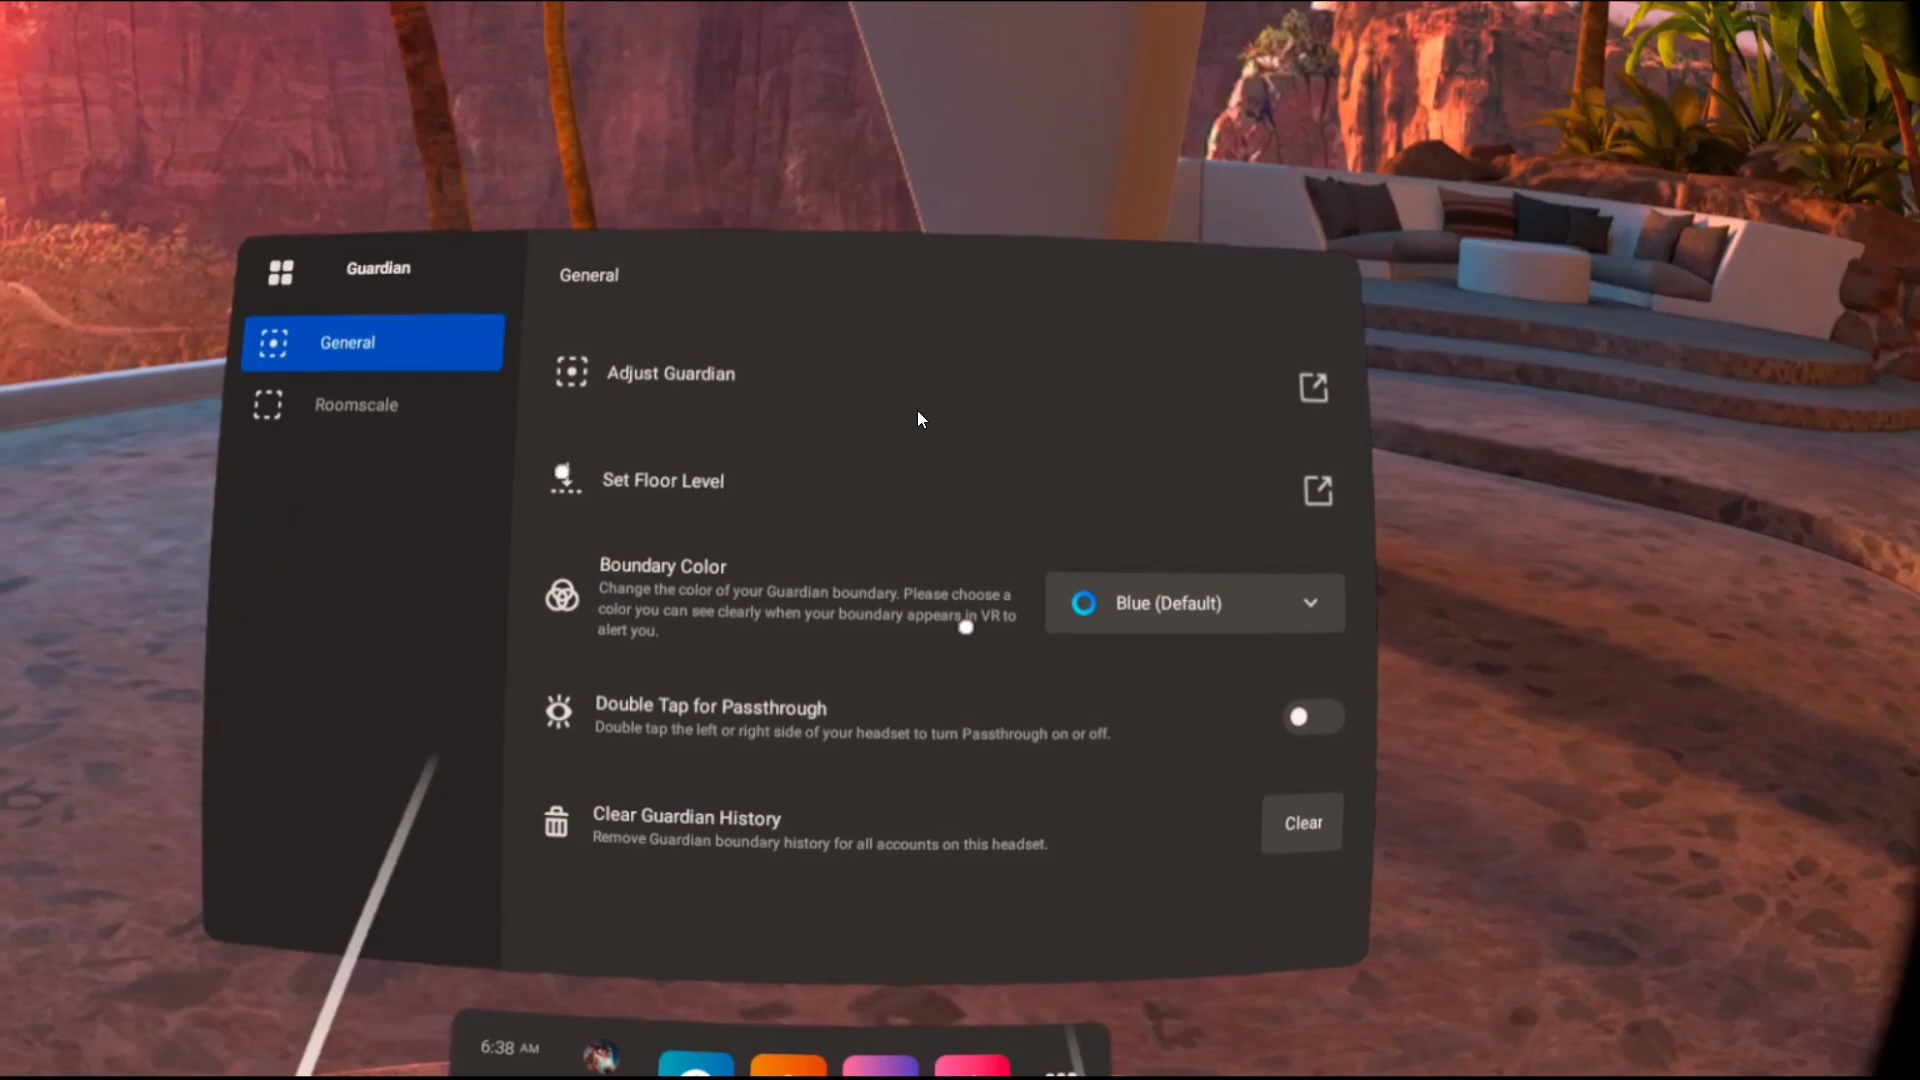 Guardian
General
Roomscale
General
Adjust Guardian
Set Floor Level
Boundary Color
Change the color of your Guardian boundary. Please choose a
color you can see clearly when your boundary appears in VR to
alert you.
Blue (Default)
Double Tap for Passthrough
Double tap the left or right side of your headset to turn Passthrough on or off.
Clear Guardian History
Remove Guardian boundary history for all accounts on this headset.
Clear
6:38 AM